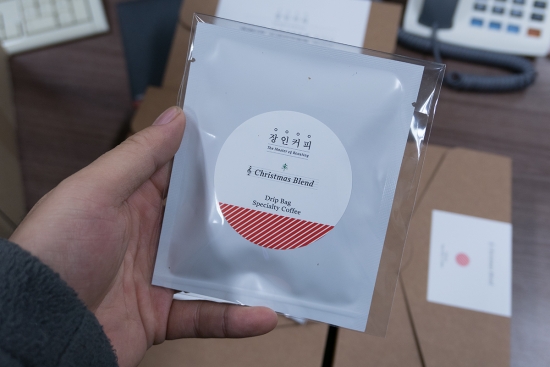 장인커피
The Master of Roasting
Christmas Blend
Drip Bag
Specialty Coffee